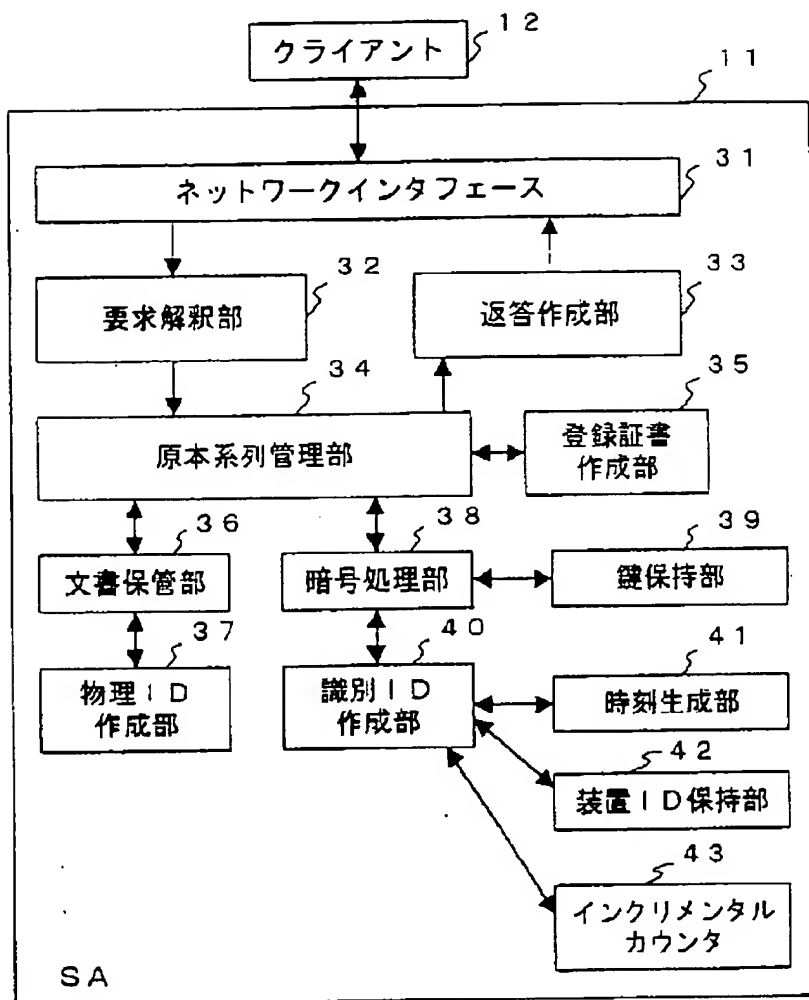 クライアント
12
11
ネットワークインタフェース
31
要求解釈部
32
返答作成部
33
原本系列管理部
34
登録証書
作成部
35
文書保管部
36
暗号処理部
38
鍵保持部
39
物理ID
作成部
37
識別ID
作成部
40
時刻生成部
41
装置ID保持部
42
インクリメンタル
カウンタ
43
SA